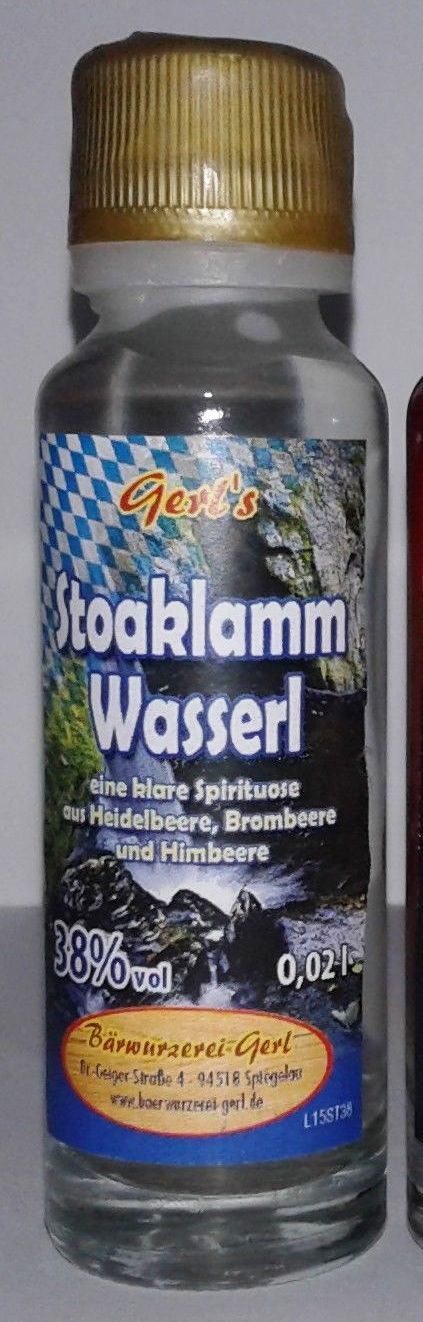 Gerl's
Stoaklamm
Wasserl
eine klare Spirituose
aus Heidelbeere, Brombeere
und Himbeere
38% vol
0,02 l
Bärwurzerei-Gerl
Dr.-Geiger-Straße 4 - 94518 Spiegelau
www.baerwurzerei-gerl.de
L15ST38